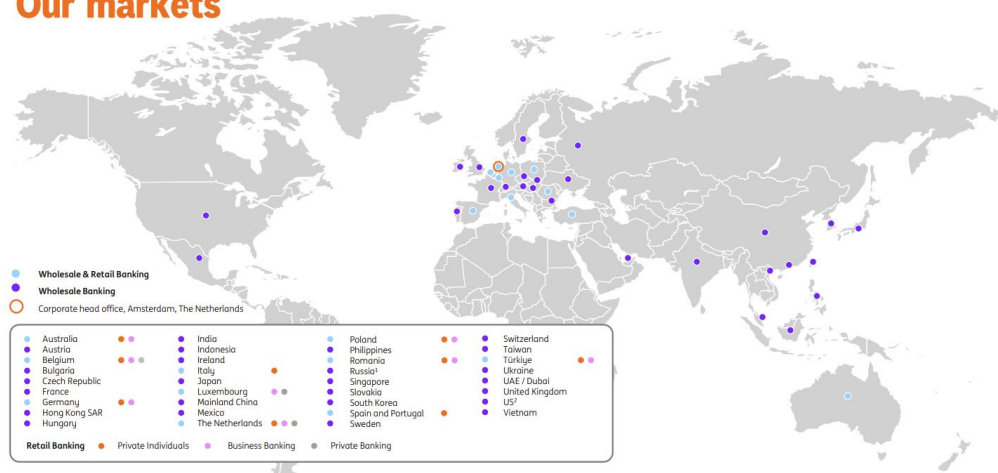 Our markets
Wholesale & Retail Banking
Wholesale Banking
Corporate head office, Amsterdam, The Netherlands
Australia
Austria
Belgium
Bulgaria
Czech Republic
France
Germany
Hong Kong SAR
Hungary
India
Indonesia
Ireland
Italy
Japan
Luxembourg
Mainland China
Mexico
The Netherlands
Poland
Philippines
Romania
Russia¹
Singapore
Slovakia
South Korea
Spain and Portugal
Sweden
Switzerland
Taiwan
Türkiye
Ukraine
UAE / Dubai
United Kingdom
US²
Vietnam
Retail Banking Private Individuals Business Banking Private Banking